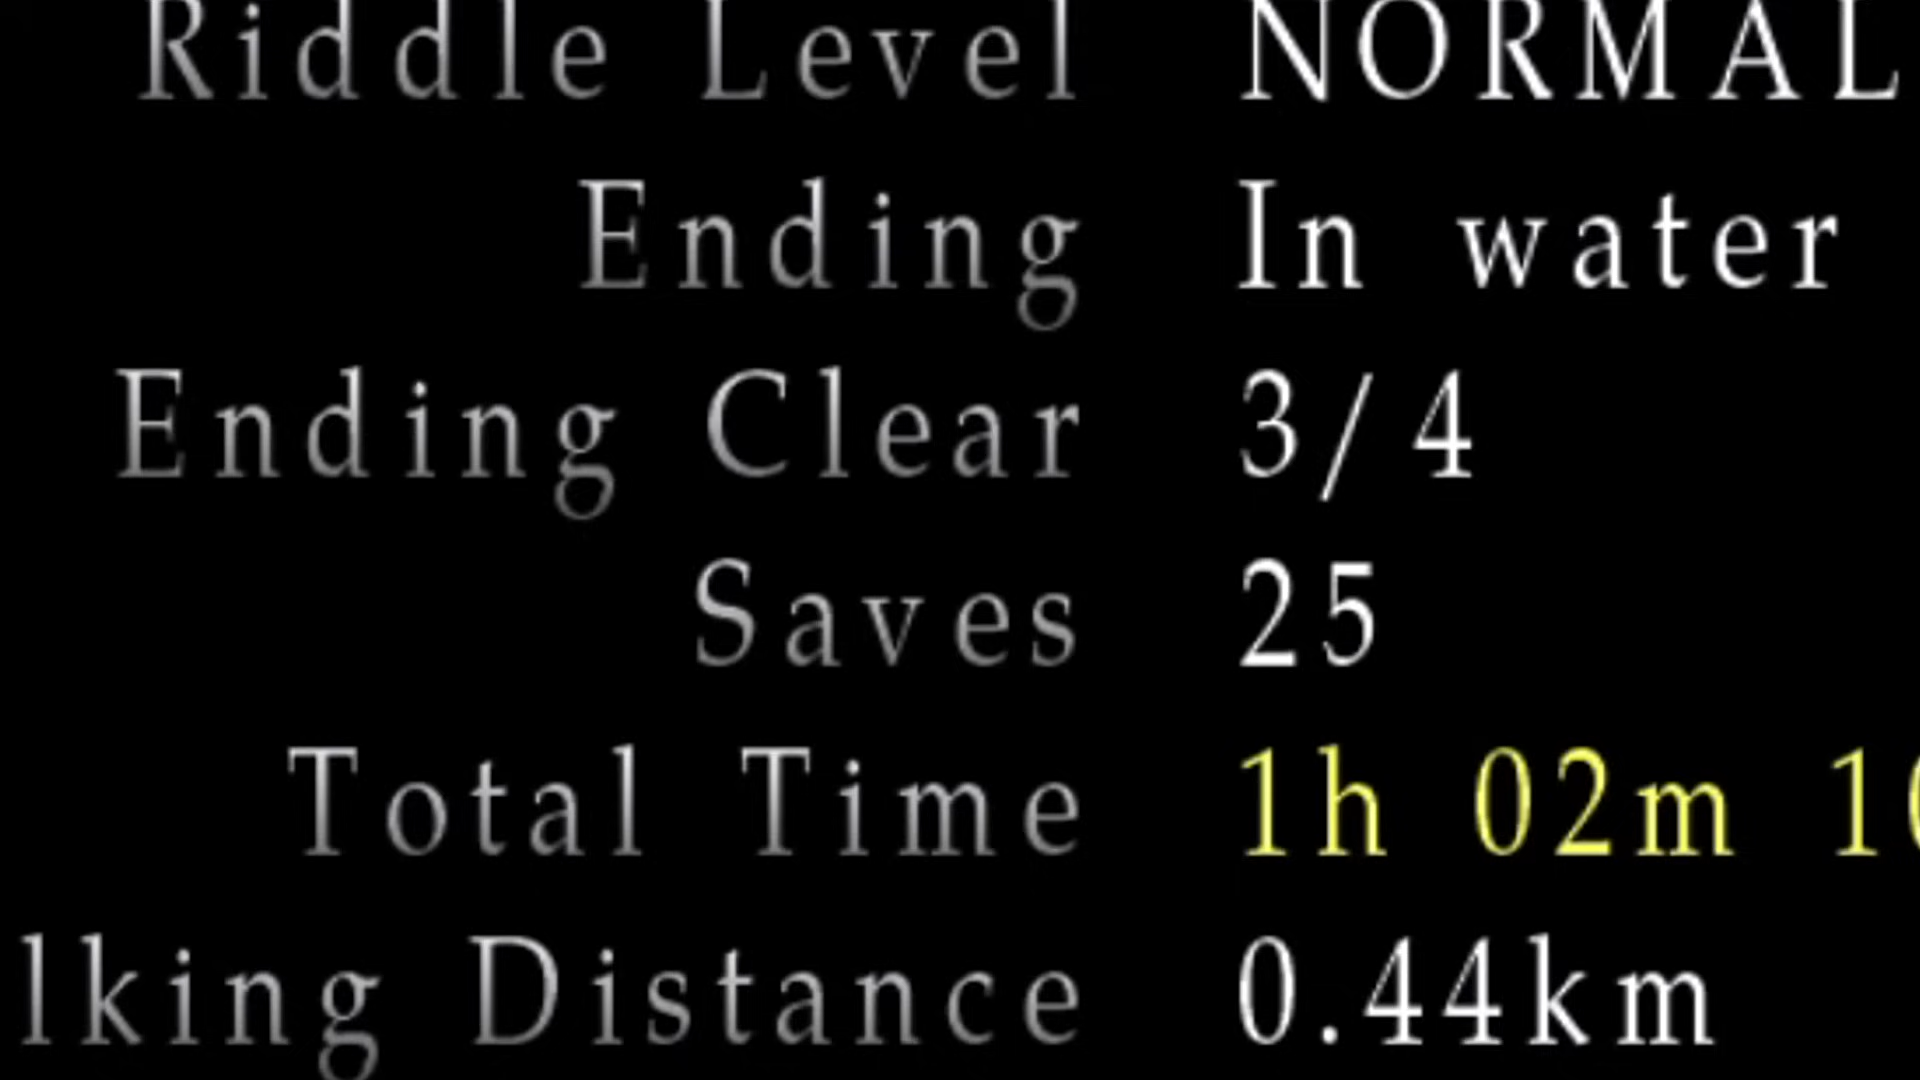 Riddle Level NORMAL
Ending In water
Ending Clear 3/4
Saves 25
Total Time 1h 02m
lking Distance 0.44km